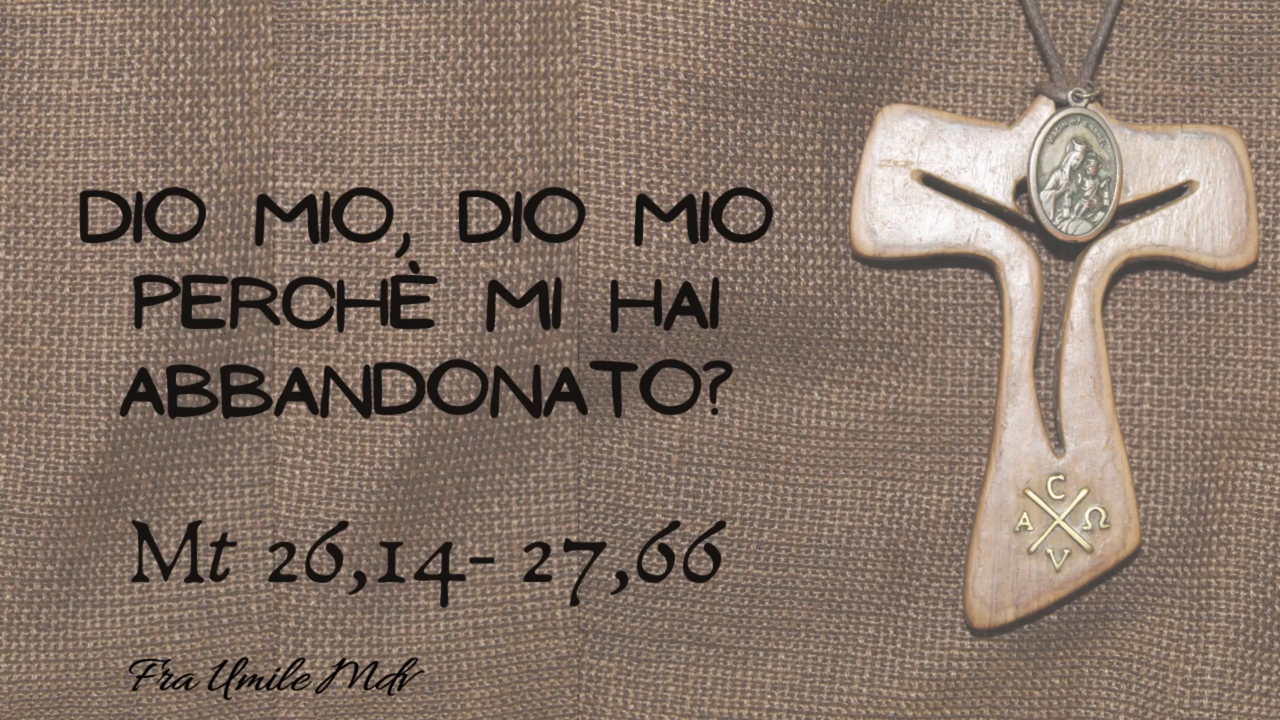 DIO MIO, DIO MIO
PERCHÈ MI HAI
ABBANDONATO?
Mt 26,14- 27,66
Fra Umile Mdv
C
A Ω
V